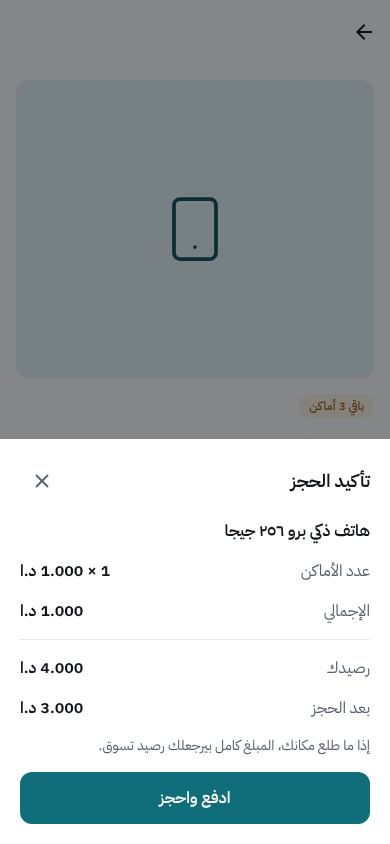 باقي 3 أماكن
تأكيد الحجز
هاتف ذكي برو ٢٥٦ جيجا
عدد الأماكن 1 × 1.000 د.ا
الإجمالي 1.000 د.ا
رصيدك 4.000 د.ا
بعد الحجز 3.000 د.ا
إذا ما طلع مكانك، المبلغ كامل بيرجعلك رصيد تسوق.
ادفع واحجز